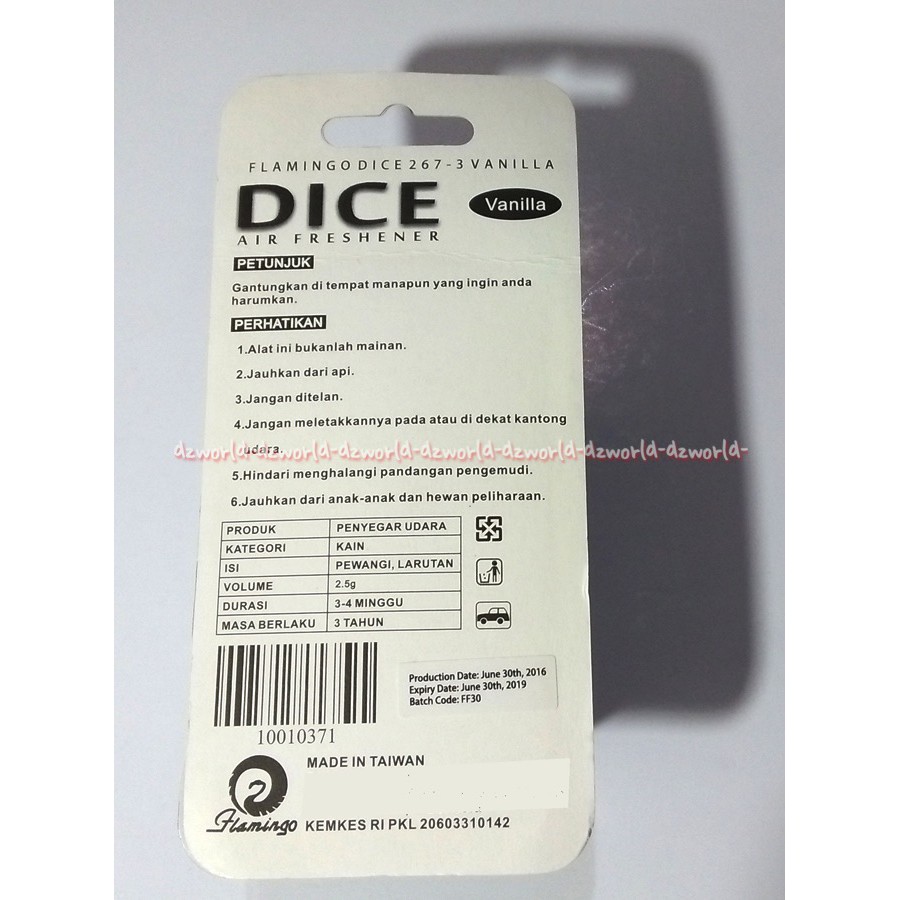 FLAMINGO DICE 267-3 VANILLA
DICE
Vanilla
AIR FRESHENER
PETUNJUK
Gantungkan di tempat manapun yang ingin anda
harumkan.
PERHATIKAN
1.Alat ini bukanlah mainan.
2.Jauhkan dari api.
3.Jangan ditelan.
4.Jangan meletakkannya pada atau di dekat kantong
udara.
dzworld-dzworld-dzworld-dzworld-dzworld-dzworld-dzworld-
5.Hindari menghalangi pandangan pengemudi.
6.Jauhkan dari anak-anak dan hewan peliharaan.
PRODUK PENYEGAR UDARA
KATEGORI KAIN
ISI PEWANGI, LARUTAN
VOLUME 2.5g
DURASI 3-4 MINGGU
MASA BERLAKU 3 TAHUN
Production Date: June 30th, 2016
Expiry Date: June 30th, 2019
Batch Code: FF30
10010371
MADE IN TAIWAN
Flamingo
KEMKES RI PKL 20603310142